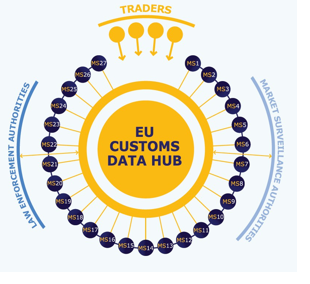 TRADERS
MS27
MS1
MS26
MS2
MS25
MS3
MS24
MS4
MS23
MS5
MS22
MS6
MS21
MS7
MS20
MS8
MS19
MS9
MS18
MS10
MS17
MS11
MS16
MS12
MS15
MS13
MS14
EU
CUSTOMS
DATA HUB
LAW ENFORCEMENT AUTHORITIES
MARKET SURVEILLANCE AUTHORITIES